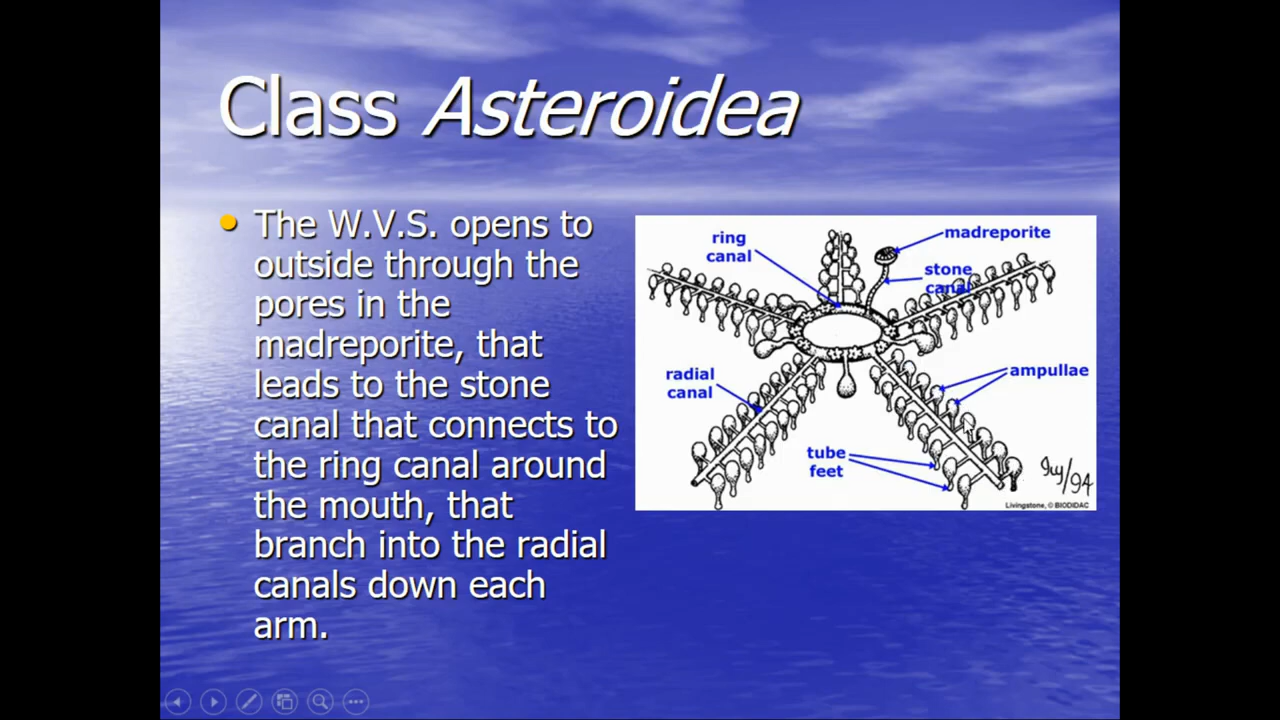 Class Asteroidea
The W.V.S. opens to
outside through the
pores in the
madreporite, that
leads to the stone
canal that connects to
the ring canal around
the mouth, that
branch into the radial
canals down each
arm.
ring
canal
madreporite
stone
canal
radial
canal
ampullae
tube
feet
Ivy/94
Livingstone, © BIODIDAC